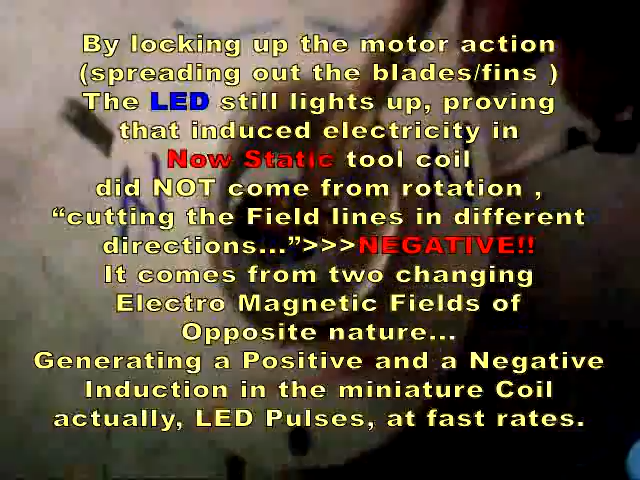 By locking up the motor action
(spreading out the blades/fins )
The LED still lights up, proving
that induced electricity in
Now Static tool coil
did NOT come from rotation ,
“cutting the Field lines in different
directions...”>>>NEGATIVE!!
It comes from two changing
Electro Magnetic Fields of
Opposite nature...
Generating a Positive and a Negative
Induction in the miniature Coil
actually, LED Pulses, at fast rates.
N N